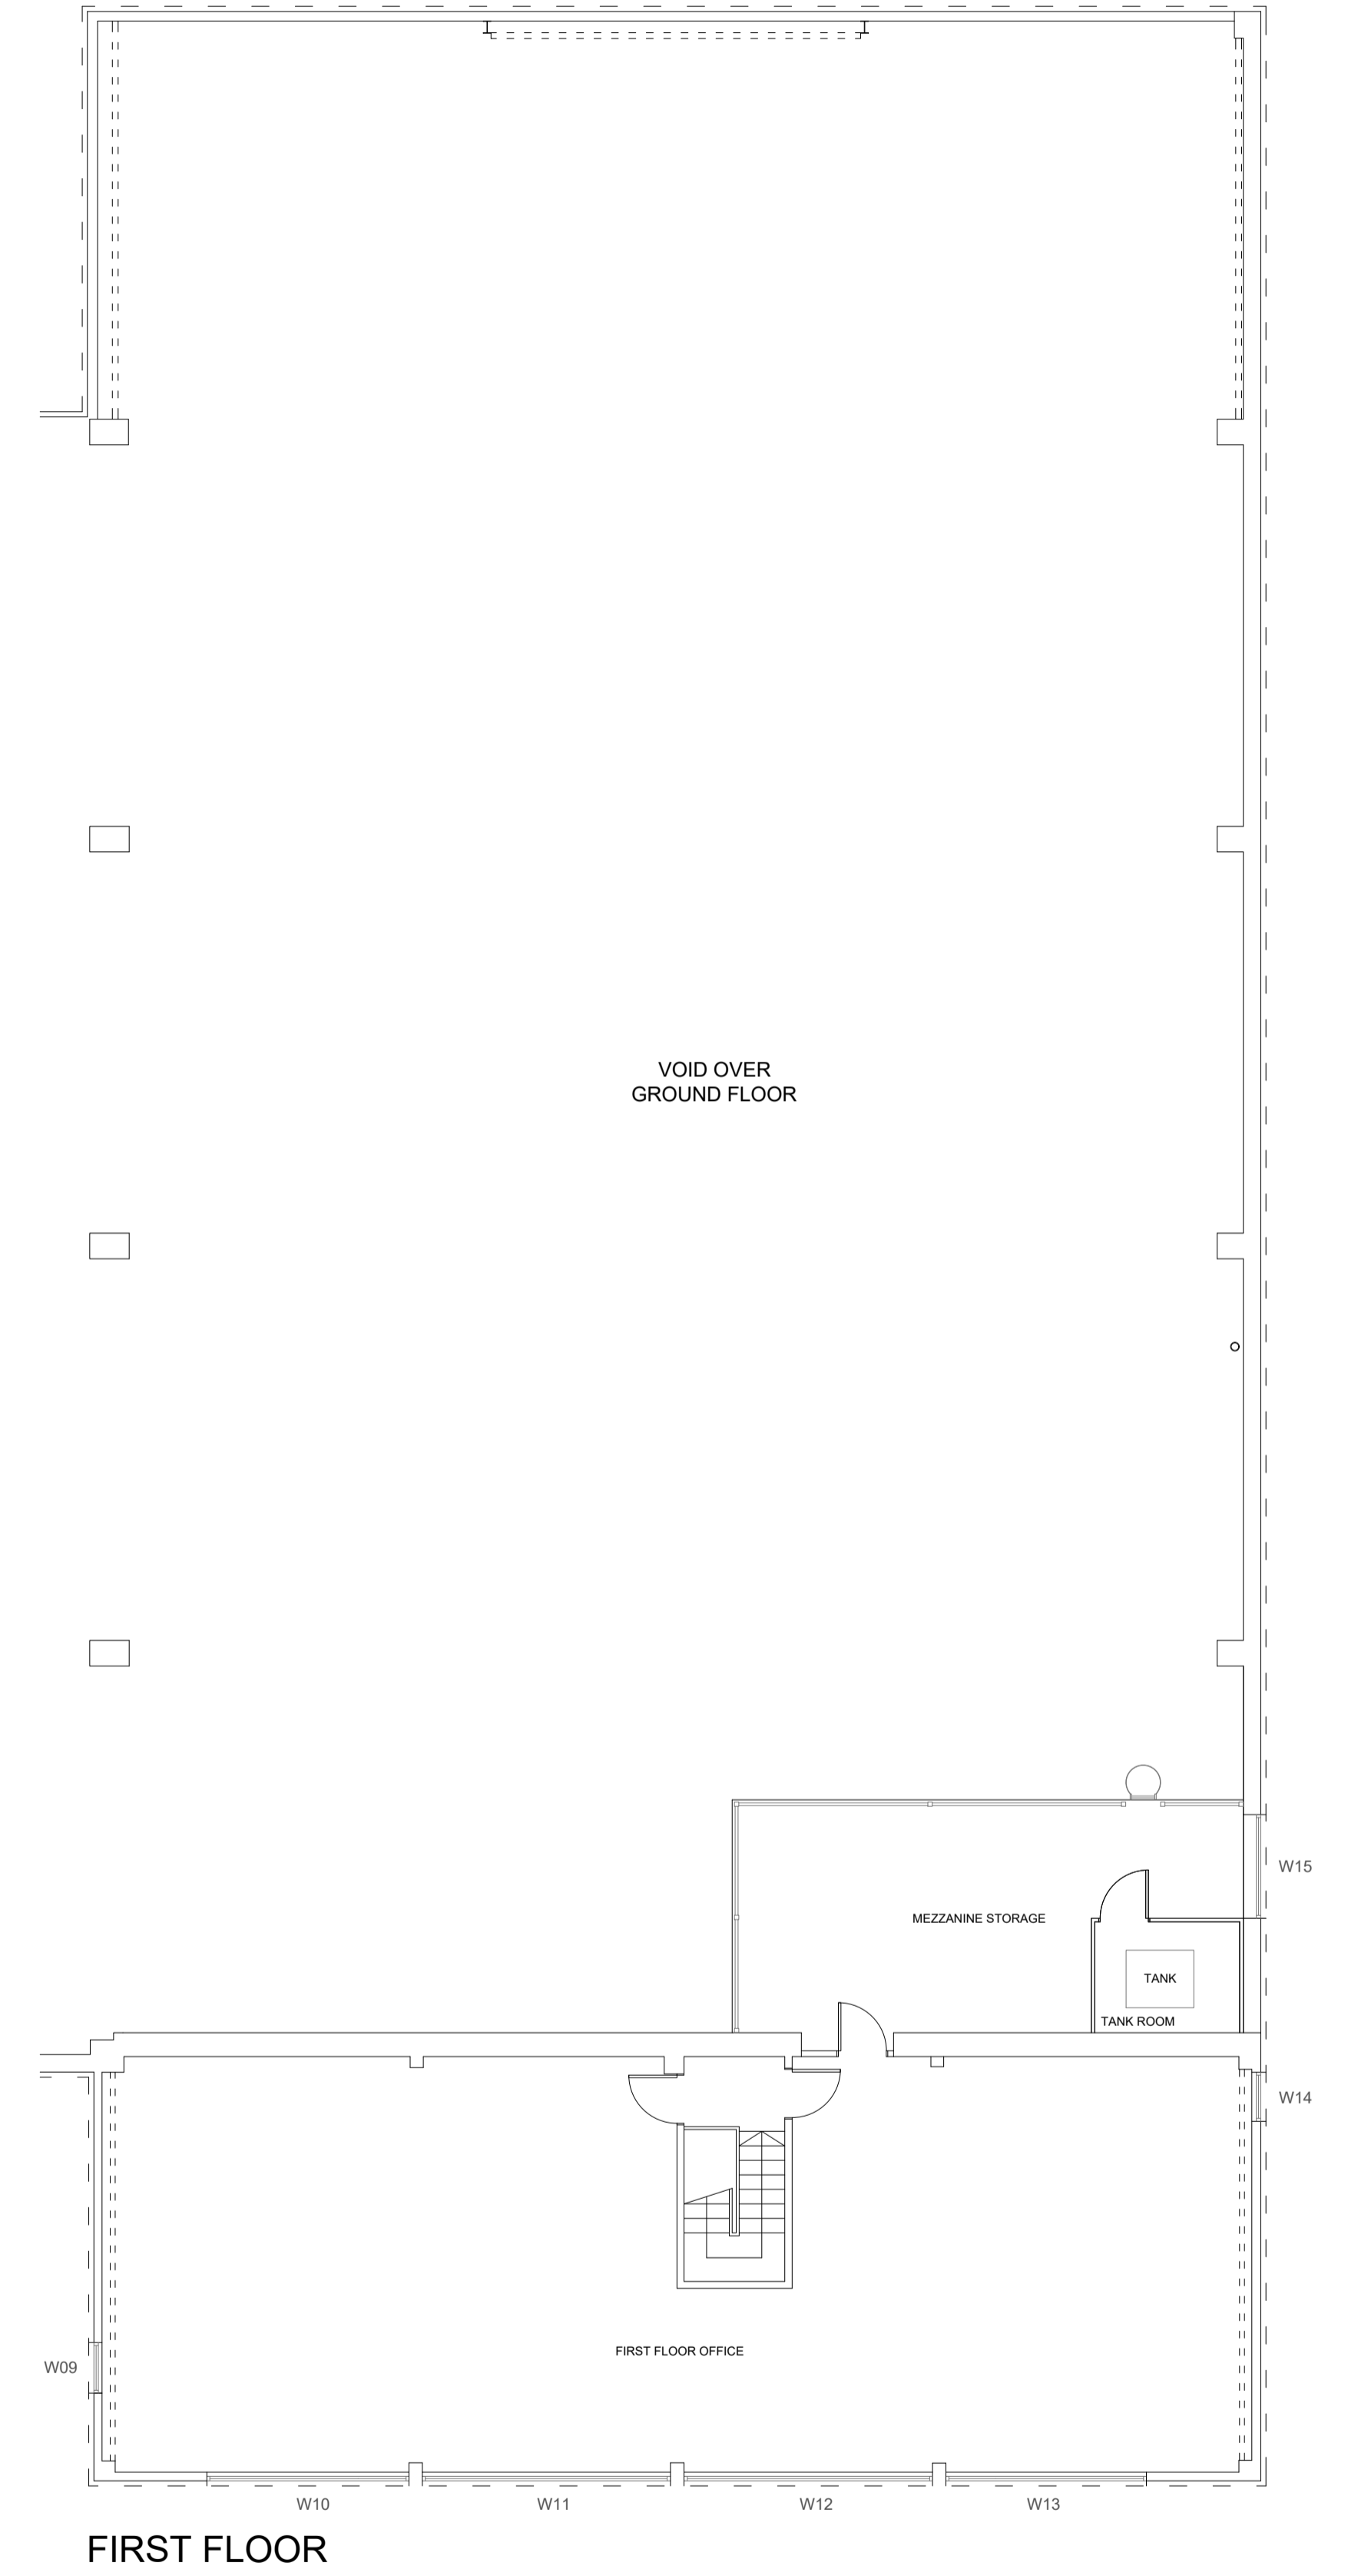 VOID OVER
GROUND FLOOR
W15
MEZZANINE STORAGE
TANK
TANK ROOM
W14
FIRST FLOOR OFFICE
W09
W10
W11
W12
W13
FIRST FLOOR